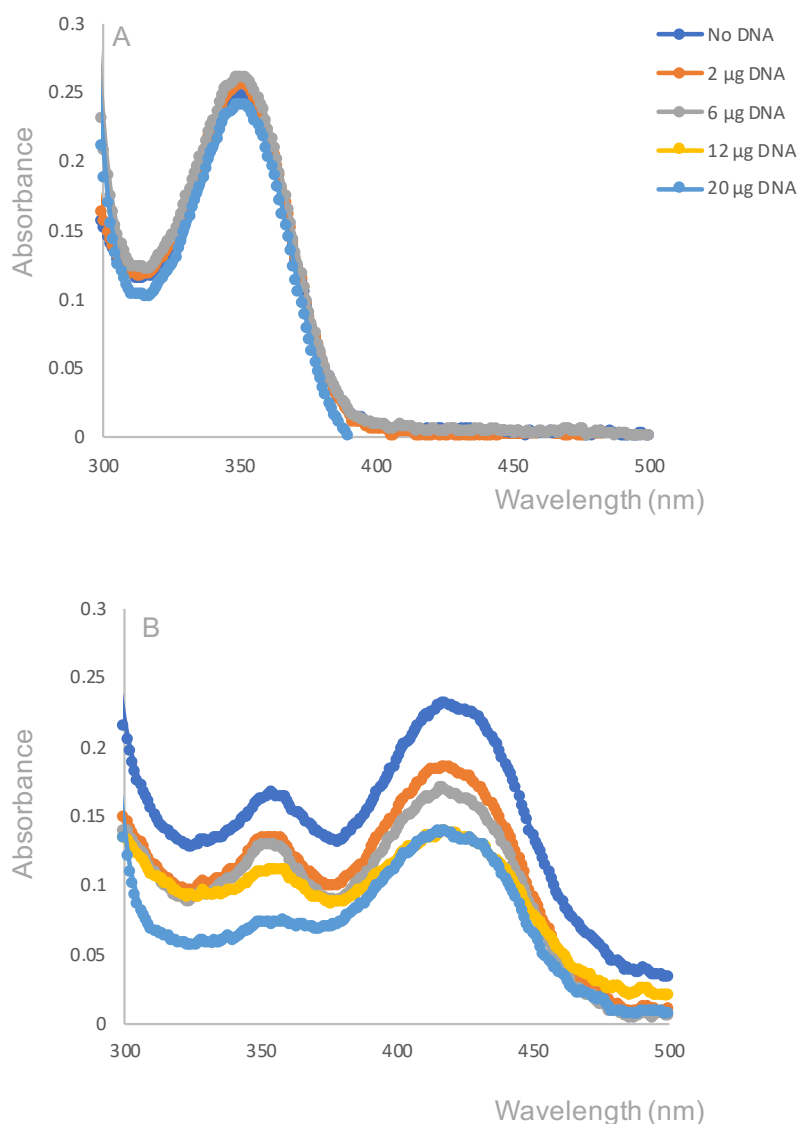 0.3
A
No DNA
0.25
2 µg DNA
6 µg DNA
0.2
12 µg DNA
20 µg DNA
0.15
0.1
0.05
0
300
350
400
450
500
Absorbance
Wavelength (nm)
0.3
B
0.25
0.2
0.15
0.1
0.05
0
300
350
400
450
500
Absorbance
Wavelength (nm)